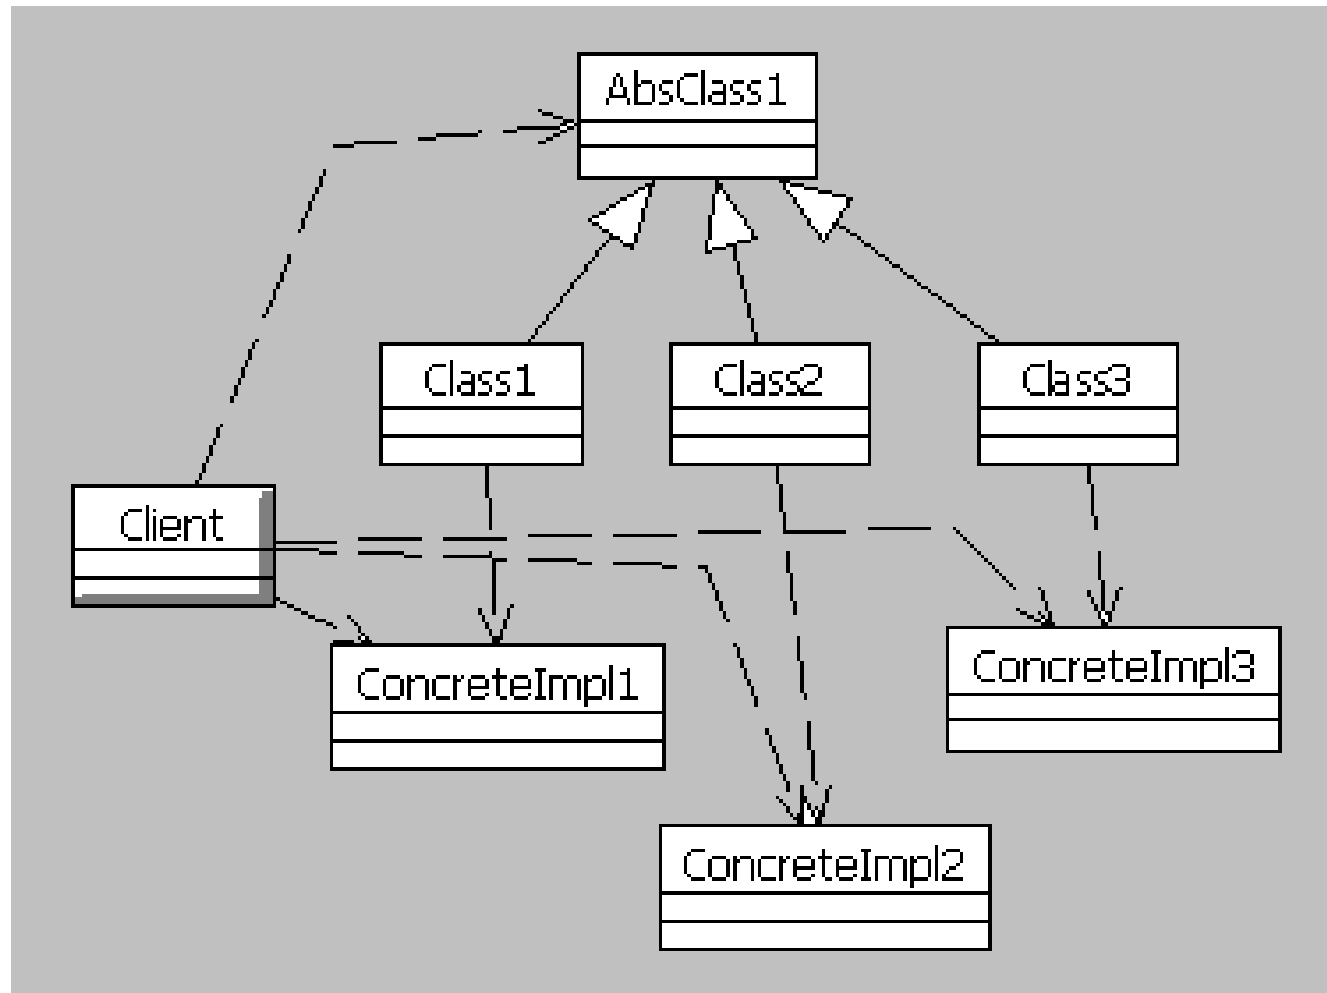 AbsClass1
Class1
Class2
Class3
Client
ConcreteImpl1
ConcreteImpl3
ConcreteImpl2